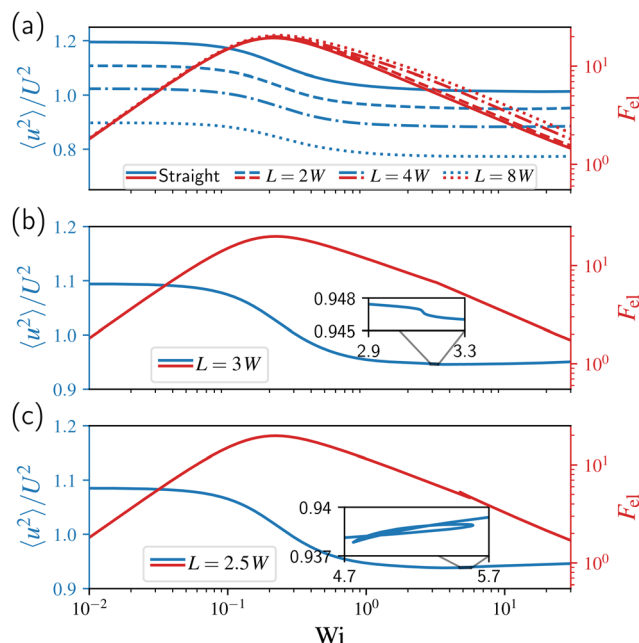 (a)
⟨u²⟩/U²
1.2
1.0
0.8
10¹
10⁰
F_el
Straight L = 2W L = 4W L = 8W
(b)
⟨u²⟩/U²
1.2
1.1
1.0
0.9
0.948
0.945
2.9 3.3
10¹
10⁰
F_el
L = 3W
(c)
⟨u²⟩/U²
1.2
1.1
1.0
0.9
0.94
0.937
4.7 5.7
10¹
10⁰
F_el
L = 2.5W
10⁻² 10⁻¹ 10⁰ 10¹
Wi